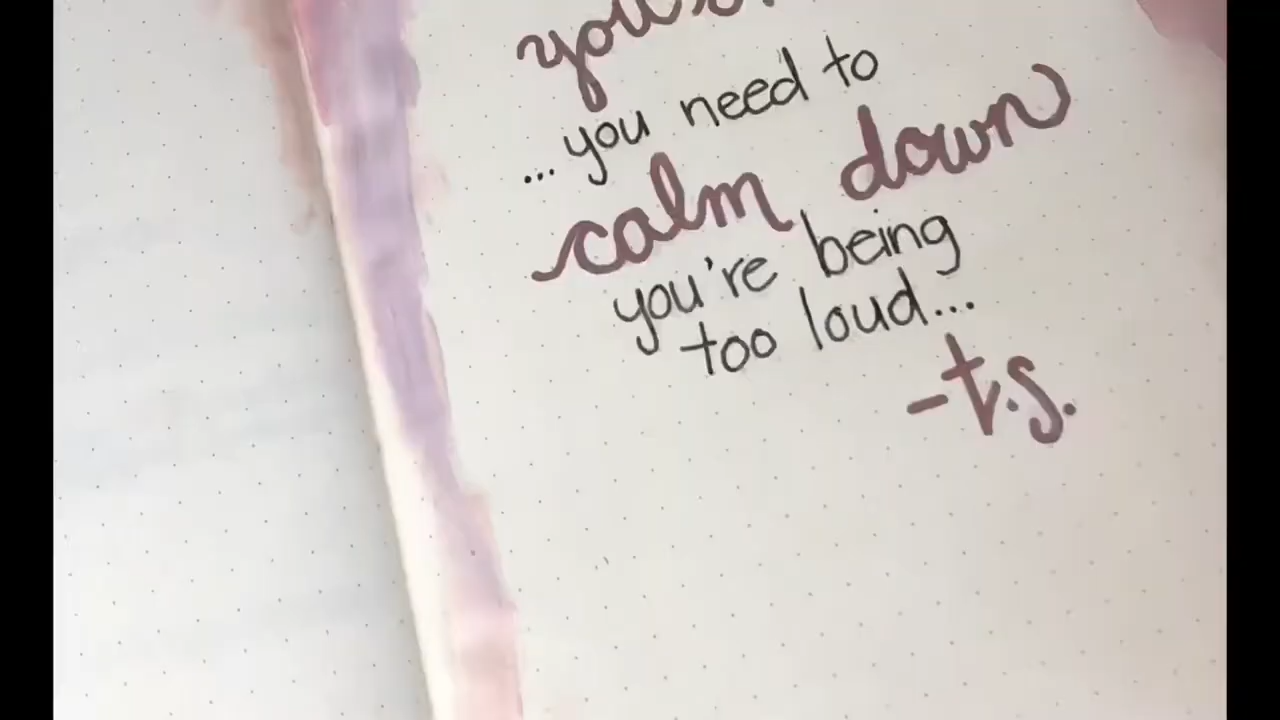 ...you need to
calm down
you're being
too loud...
-t.s.